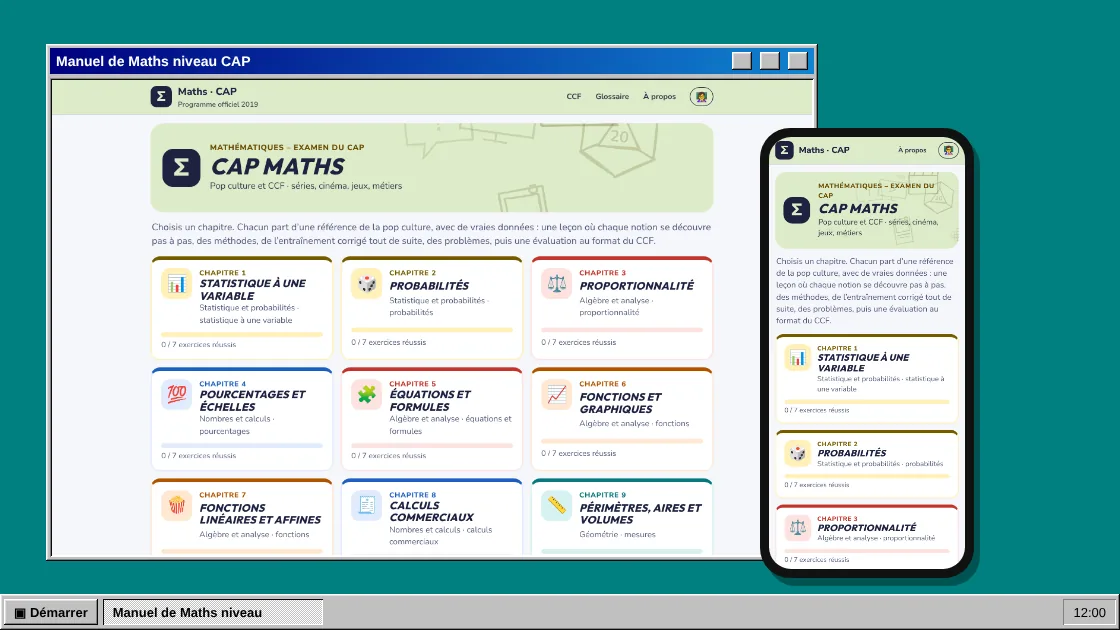 Manuel de Maths niveau CAP
Σ
Maths · CAP
Programme officiel 2019
CCF
Glossaire
À propos
Σ
MATHÉMATIQUES – EXAMEN DU CAP
CAP MATHS
Pop culture et CCF · séries, cinéma, jeux, métiers
20
Choisis un chapitre. Chacun part d'une référence de la pop culture, avec de vraies données : une leçon où chaque notion se découvre
pas à pas, des méthodes, de l'entraînement corrigé tout de suite, des problèmes, puis une évaluation au format du CCF.
CHAPITRE 1
STATISTIQUE À UNE
VARIABLE
Statistique et probabilités ·
statistique à une variable
0 / 7 exercices réussis
CHAPITRE 2
PROBABILITÉS
Statistique et probabilités ·
probabilités
0 / 7 exercices réussis
CHAPITRE 3
PROPORTIONNALITÉ
Algèbre et analyse ·
proportionnalité
0 / 7 exercices réussis
100
CHAPITRE 4
POURCENTAGES ET
ÉCHELLES
Nombres et calculs ·
pourcentages
0 / 7 exercices réussis
CHAPITRE 5
ÉQUATIONS ET
FORMULES
Algèbre et analyse · équations et
formules
0 / 7 exercices réussis
CHAPITRE 6
FONCTIONS ET
GRAPHIQUES
Algèbre et analyse · fonctions
0 / 7 exercices réussis
CHAPITRE 7
FONCTIONS
LINÉAIRES ET AFFINES
Algèbre et analyse · fonctions
CHAPITRE 8
CALCULS
COMMERCIAUX
Nombres et calculs · calculs
commerciaux
CHAPITRE 9
PÉRIMÈTRES, AIRES ET
VOLUMES
Géométrie · mesures
Σ
Maths · CAP
À propos
Σ
MATHÉMATIQUES – EXAMEN DU
CAP
CAP MATHS
Pop culture et CCF · séries, cinéma,
jeux, métiers
Choisis un chapitre. Chacun part d'une référence
de la pop culture, avec de vraies données : une
leçon où chaque notion se découvre pas à pas,
des méthodes, de l'entraînement corrigé tout de
suite, des problèmes, puis une évaluation au
format du CCF.
CHAPITRE 1
STATISTIQUE À UNE
VARIABLE
Statistique et probabilités · statistique à
une variable
0 / 7 exercices réussis
CHAPITRE 2
PROBABILITÉS
Statistique et probabilités · probabilités
0 / 7 exercices réussis
CHAPITRE 3
PROPORTIONNALITÉ
Algèbre et analyse · proportionnalité
0 / 7 exercices réussis
Démarrer
Manuel de Maths niveau
12:00